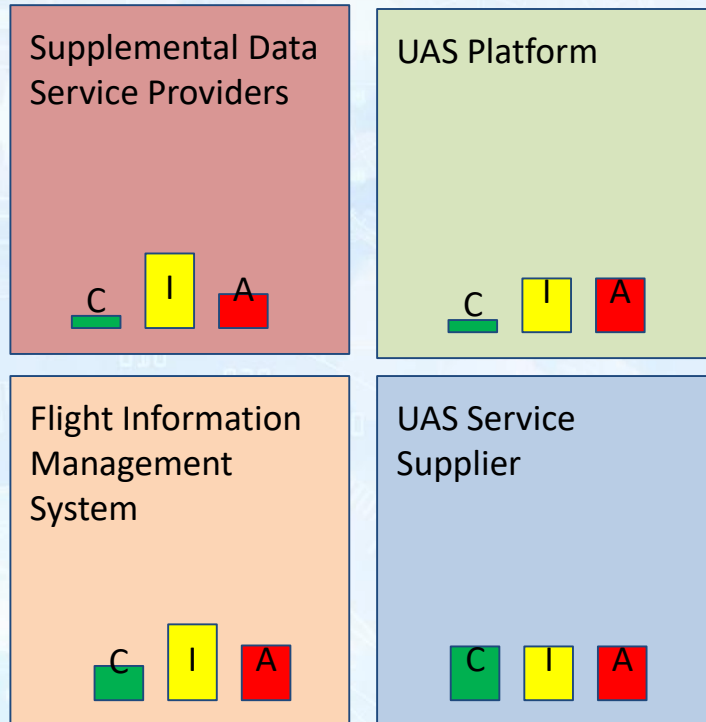 Supplemental Data
Service Providers
C I A
UAS Platform
C I A
Flight Information
Management
System
C I A
UAS Service
Supplier
C I A